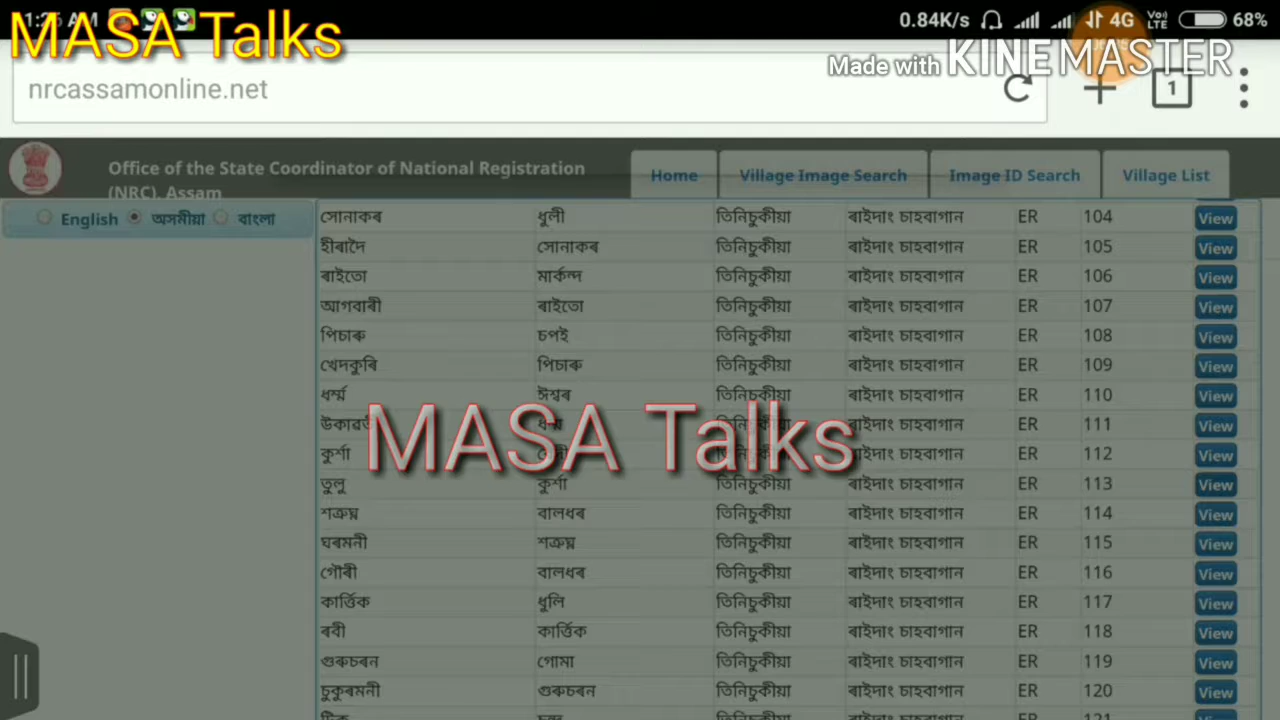 1:26 AM
0.84K/s 4G VoLTE 68%
MASA Talks
Made with KINEMASTER
nrcassamonline.net
1
Office of the State Coordinator of National Registration
(NRC), Assam
Home Village Image Search Image ID Search Village List
English অসমীয়া বাংলা
সোনাকৰ ধুলী তিনিচুকীয়া ৰাইদাং চাহবাগান ER 104 View
হীৰাদৈ সোনাকৰ তিনিচুকীয়া ৰাইদাং চাহবাগান ER 105 View
ৰাইতো মাৰ্কন্দ তিনিচুকীয়া ৰাইদাং চাহবাগান ER 106 View
আগবাৰী ৰাইতো তিনিচুকীয়া ৰাইদাং চাহবাগান ER 107 View
পিচাৰু চপই তিনিচুকীয়া ৰাইদাং চাহবাগান ER 108 View
খেদকুৰি পিচাৰু তিনিচুকীয়া ৰাইদাং চাহবাগান ER 109 View
ধৰ্ম্ম ঈশ্বৰ তিনিচুকীয়া ৰাইদাং চাহবাগান ER 110 View
ৰাইদাং চাহবাগান ER 111 View
MASA Talks
কুৰ্শা ৰাইদাং চাহবাগান ER 112 View
তুলু কুৰ্শা তিনিচুকীয়া ৰাইদাং চাহবাগান ER 113 View
শত্ৰুঘ্ন বালধৰ তিনিচুকীয়া ৰাইদাং চাহবাগান ER 114 View
ঘৰমনী শত্ৰুঘ্ন তিনিচুকীয়া ৰাইদাং চাহবাগান ER 115 View
গৌৰী বালধৰ তিনিচুকীয়া ৰাইদাং চাহবাগান ER 116 View
কাৰ্ত্তিক ধুলি তিনিচুকীয়া ৰাইদাং চাহবাগান ER 117 View
ৰবী কাৰ্ত্তিক তিনিচুকীয়া ৰাইদাং চাহবাগান ER 118 View
গুৰুচৰন গোমা তিনিচুকীয়া ৰাইদাং চাহবাগান ER 119 View
চুকুৰমনী গুৰুচৰন তিনিচুকীয়া ৰাইদাং চাহবাগান ER 120 View